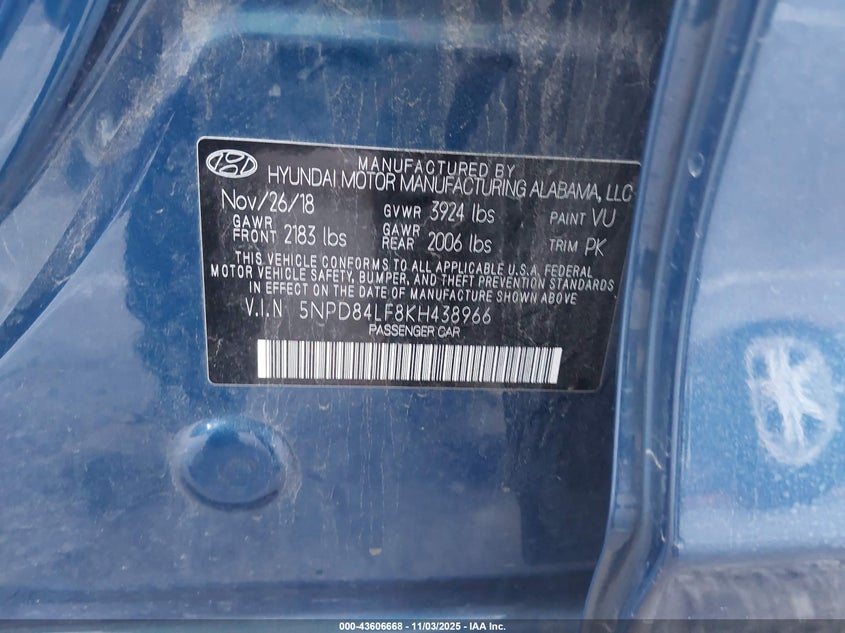 MANUFACTURED BY
HYUNDAI MOTOR MANUFACTURING ALABAMA, LLC
Nov/26/18 GVWR 3924 lbs PAINT VU
GAWR FRONT 2183 lbs GAWR REAR 2006 lbs TRIM PK
THIS VEHICLE CONFORMS TO ALL APPLICABLE U.S.A. FEDERAL
MOTOR VEHICLE SAFETY, BUMPER, AND THEFT PREVENTION STANDARDS
IN EFFECT ON THE DATE OF MANUFACTURE SHOWN ABOVE
V.I.N 5NPD84LF8KH438966
PASSENGER CAR
000-43606668 - 11/03/2025 - IAA Inc.